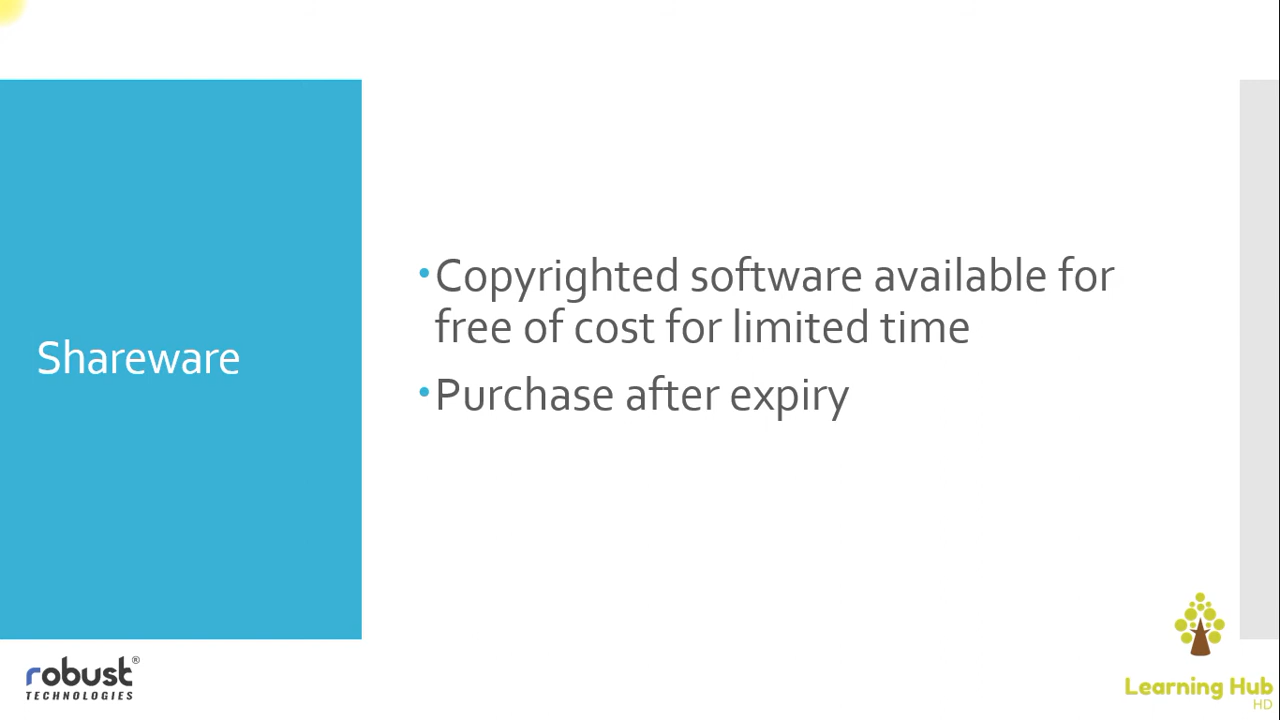 Shareware
•Copyrighted software available for
free of cost for limited time
•Purchase after expiry
robust®
TECHNOLOGIES
Learning Hub
HD